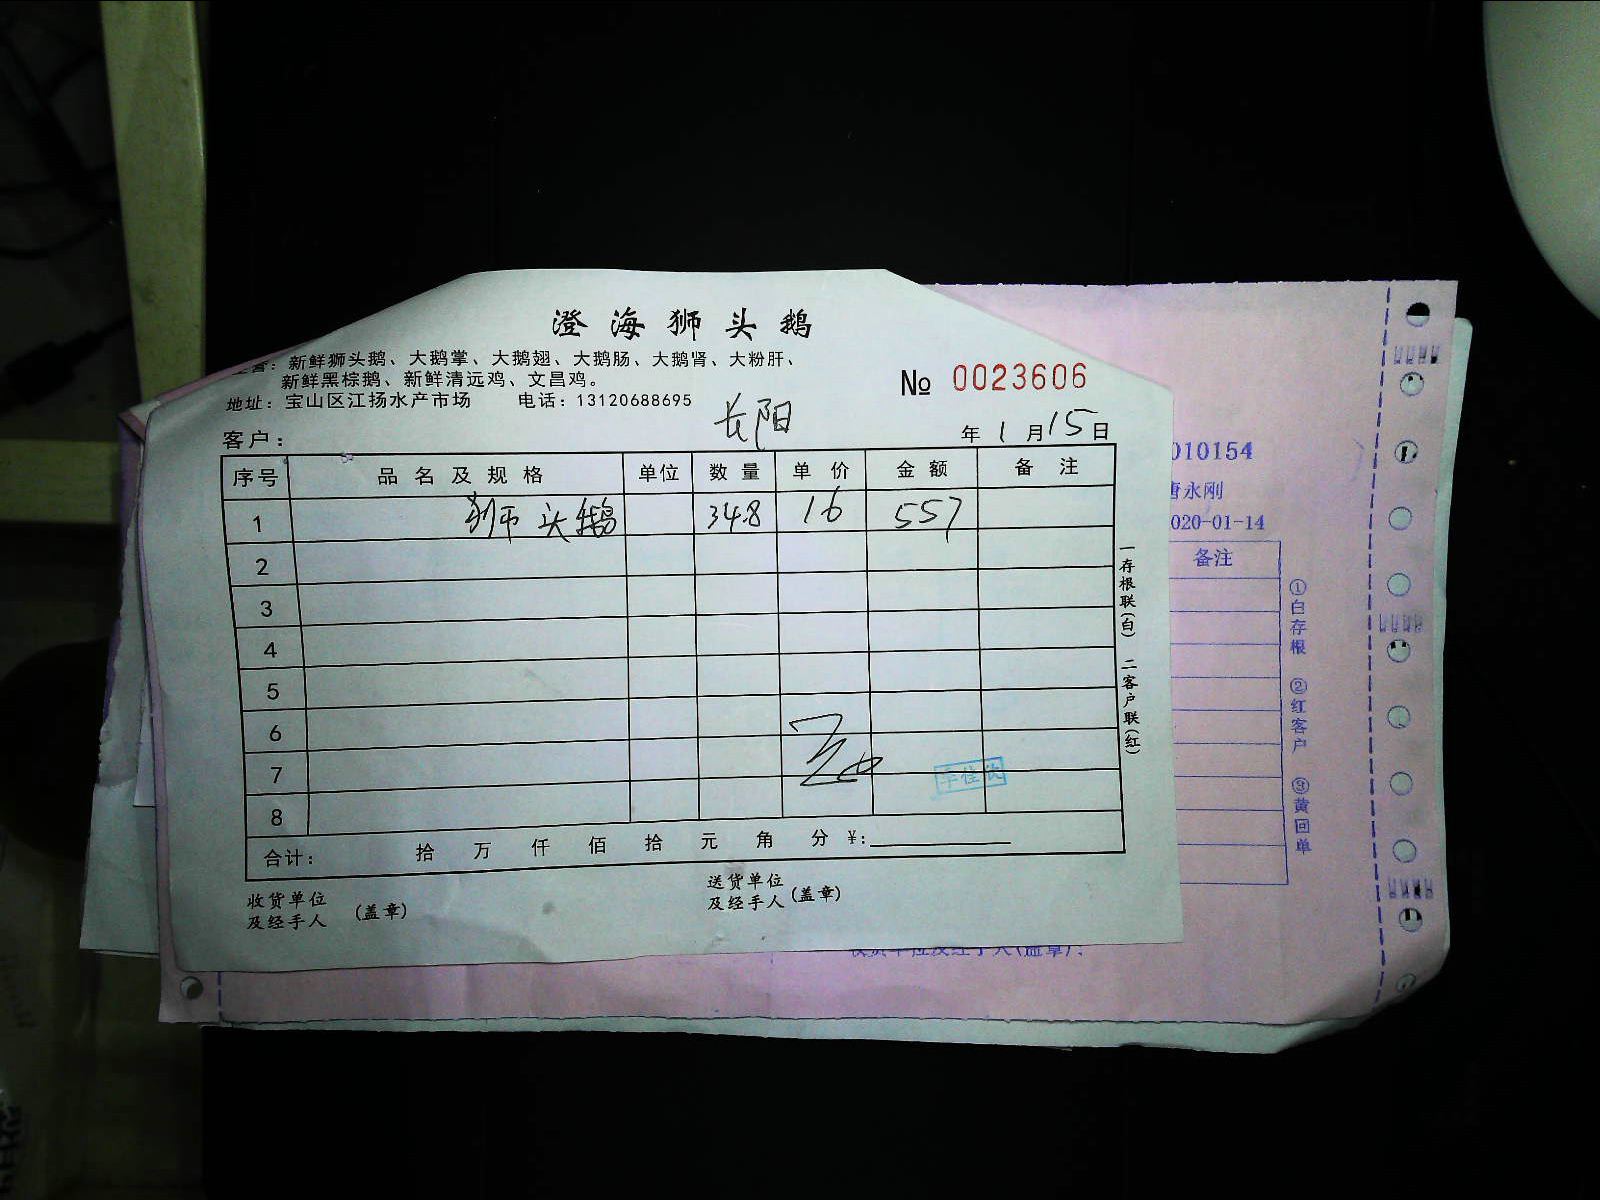 澄海狮头鹅
主营：新鲜狮头鹅、大鹅掌、大鹅翅、大鹅肠、大鹅肾、大粉肝、
新鲜黑棕鹅、新鲜清远鸡、文昌鸡。
№ 0023606
地址：宝山区江扬水产市场 电话：13120688695
客户： 长阳 年 1 月 15 日
序号 品名及规格 单位 数量 单价 金额 备注
1 狮头鹅 34.8 16 557
2
3
4
5
6
7
8
合计： 拾 万 仟 佰 拾 元 角 分 ¥:
收货单位
及经手人 (盖章)
送货单位
及经手人 (盖章)
一存根联(白) 二客户联(红)
010154
唐永刚
020-01-14
备注
①白存根 ②红客户 ③黄回单